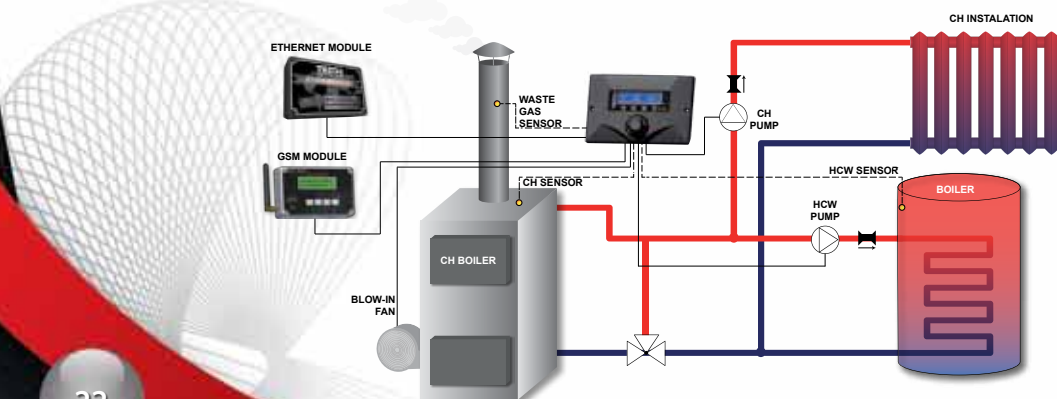 CH INSTALATION
ETHERNET MODULE
WASTE
GAS
SENSOR
CH
PUMP
GSM MODULE
CH SENSOR
HCW SENSOR
BOILER
HCW
PUMP
CH BOILER
BLOW-IN
FAN